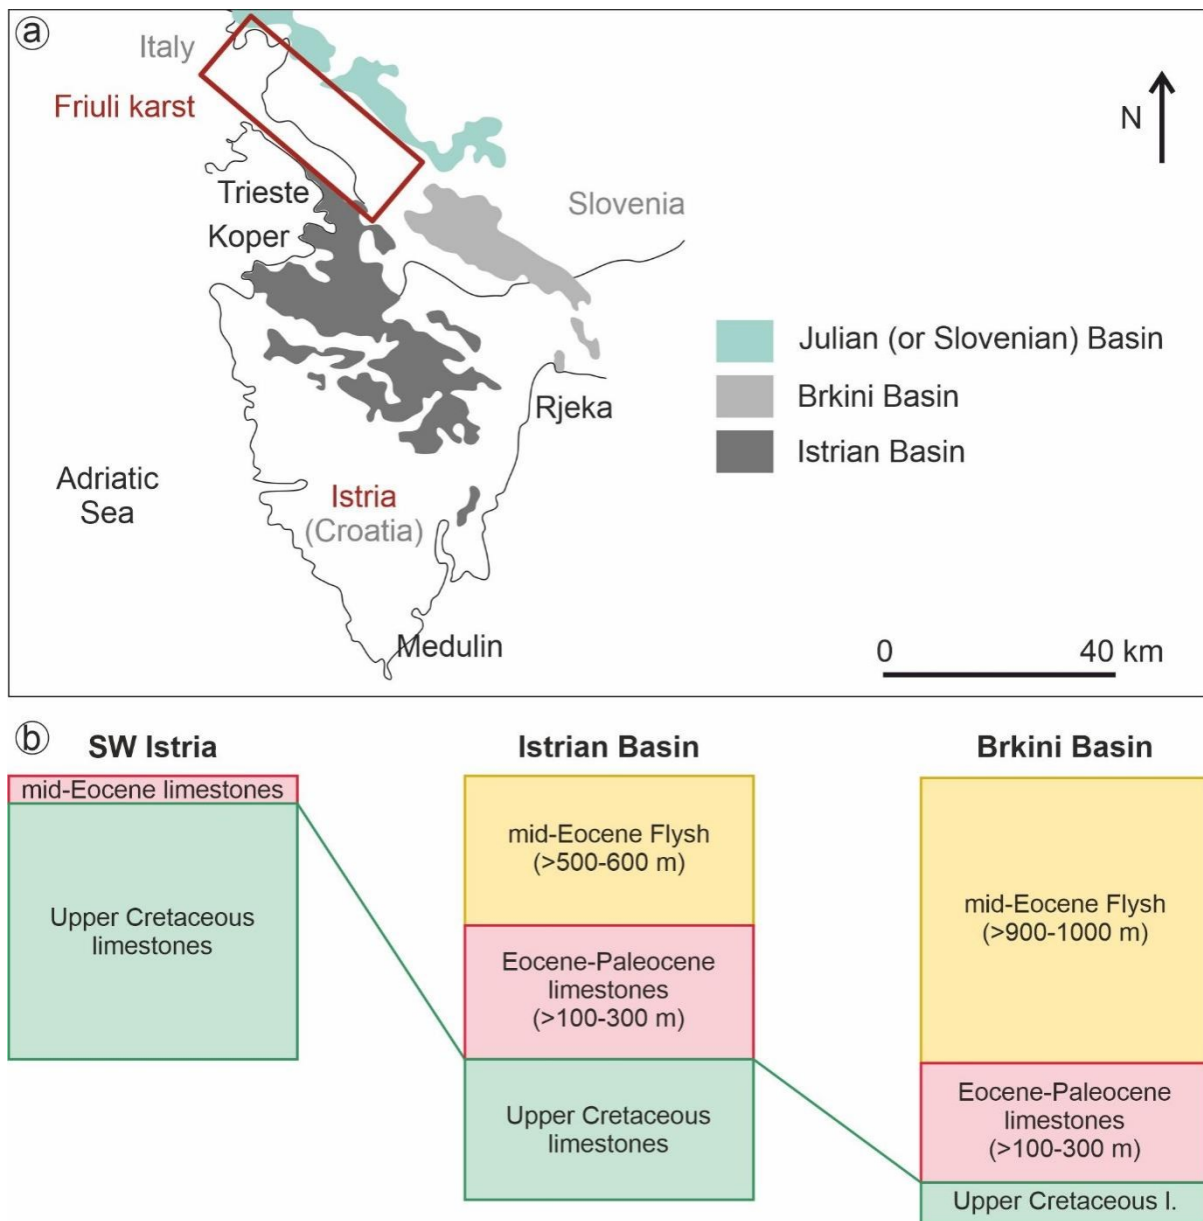 a
Italy
Friuli karst
N
Trieste
Slovenia
Koper
Julian (or Slovenian) Basin
Brkini Basin
Rjeka
Istrian Basin
Adriatic
Sea
Istria
(Croatia)
Medulin
0 40 km
b
SW Istria
mid-Eocene limestones
Upper Cretaceous
limestones
Istrian Basin
mid-Eocene Flysh
(>500-600 m)
Eocene-Paleocene
limestones
(>100-300 m)
Upper Cretaceous
limestones
Brkini Basin
mid-Eocene Flysh
(>900-1000 m)
Eocene-Paleocene
limestones
(>100-300 m)
Upper Cretaceous l.